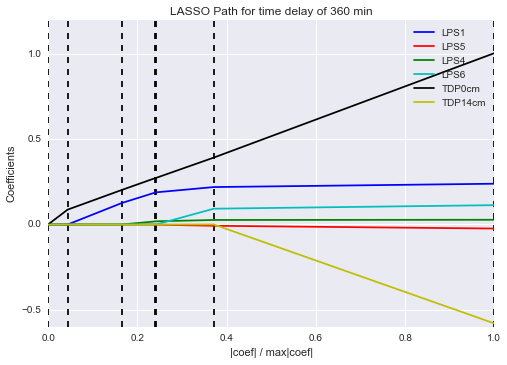 LASSO Path for time delay of 360 min
LPS1
LPS5
LPS4
LPS6
TDP0cm
TDP14cm
1.0
0.5
0.0
−0.5
Coefficients
0.0 0.2 0.4 0.6 0.8 1.0
|coef| / max|coef|